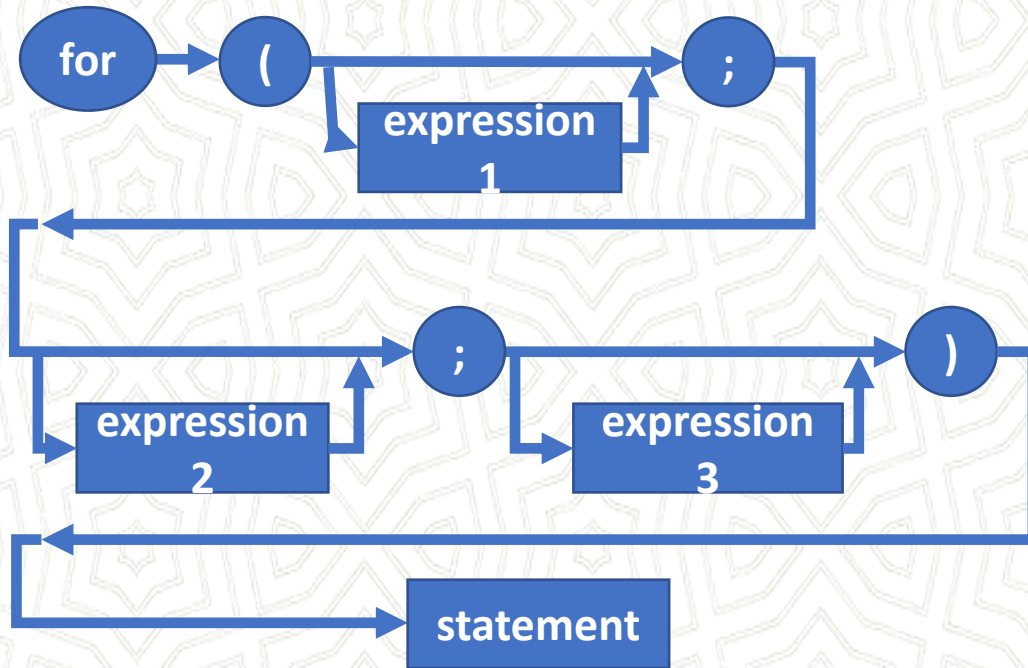 for ( ;
expression
1
; )
expression
2
expression
3
statement